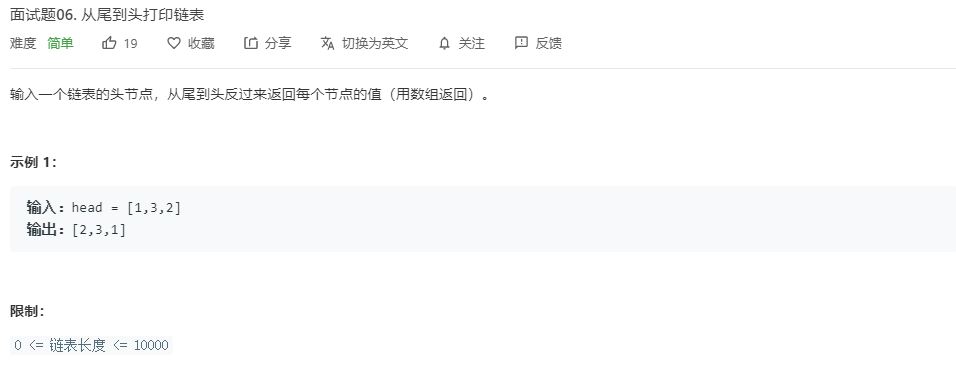 面试题06. 从尾到头打印链表
难度 简单 19 收藏 分享 切换为英文 关注 反馈
输入一个链表的头节点，从尾到头反过来返回每个节点的值（用数组返回）。
示例 1：
输入：head = [1,3,2]
输出：[2,3,1]
限制：
0 <= 链表长度 <= 10000